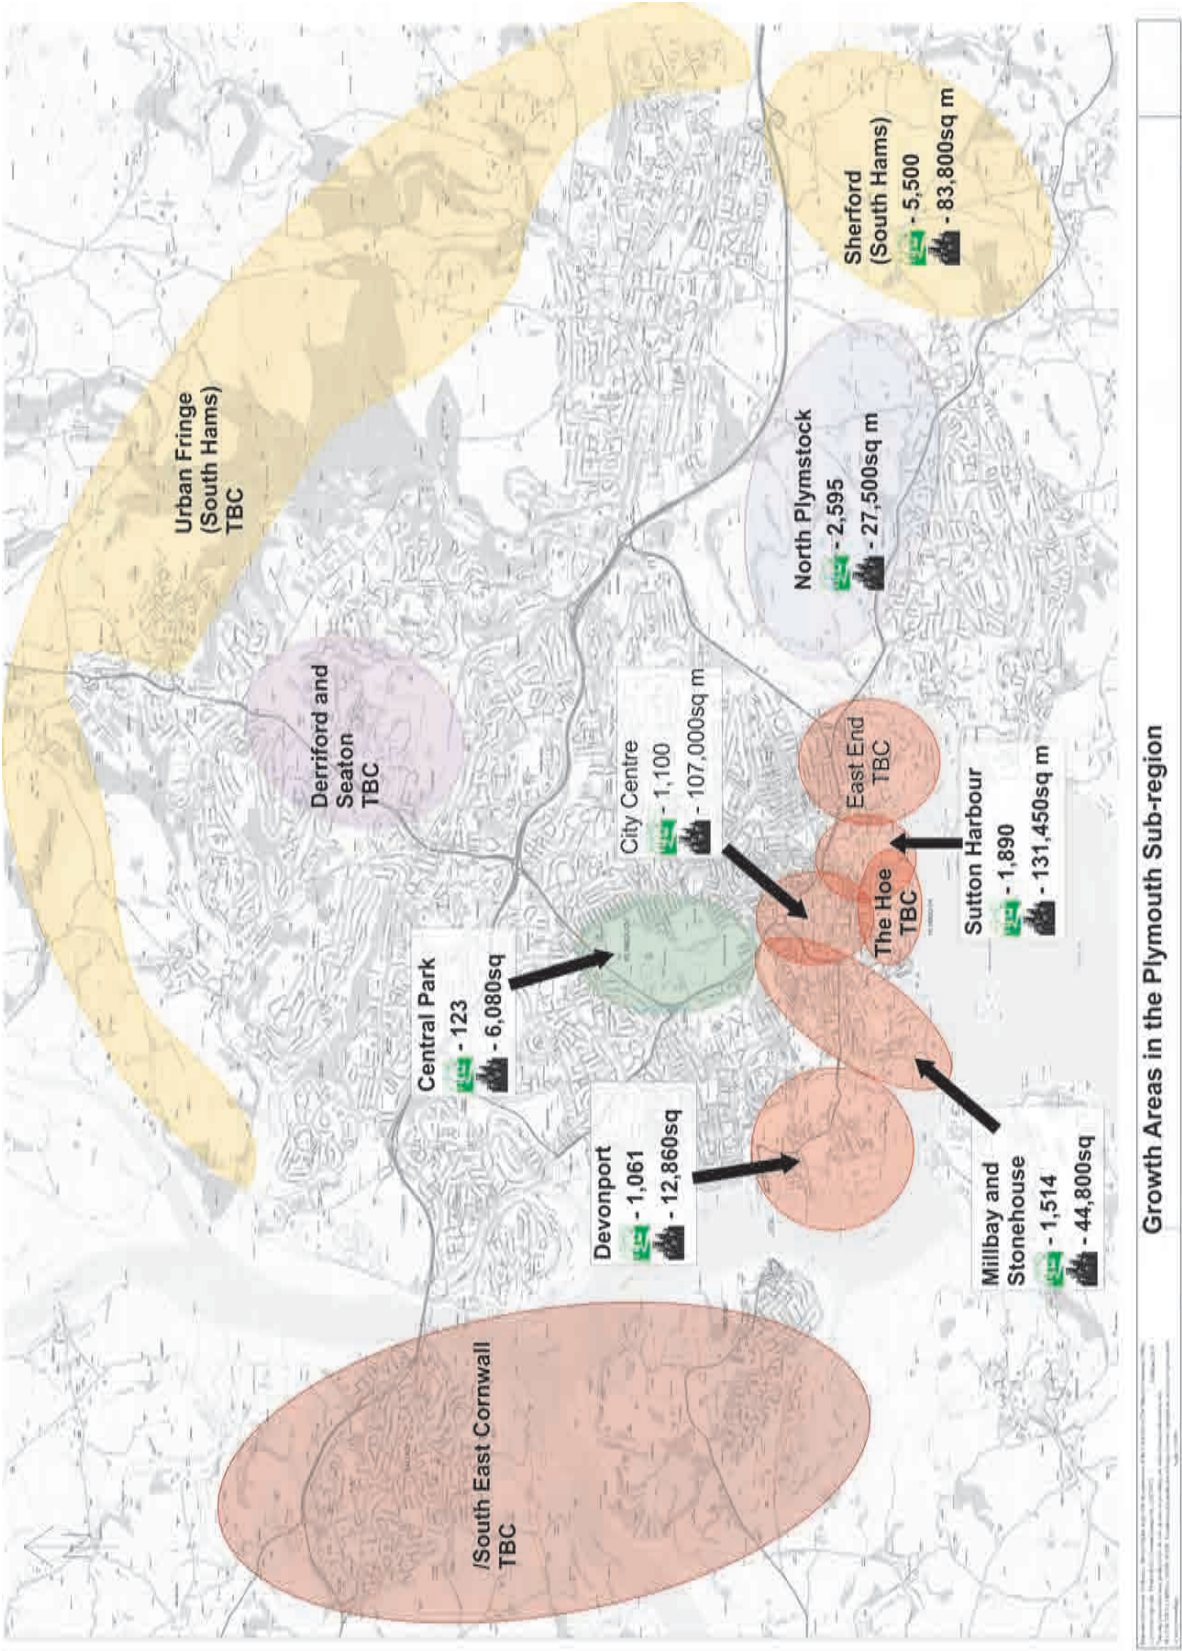 Urban Fringe
(South Hams)
TBC
Sherford
(South Hams)
- 5,500
- 83,800sq m
Derriford and
Seaton
TBC
North Plymstock
- 2,595
- 27,500sq m
City Centre
- 1,100
- 107,000sq m
Central Park
- 123
- 6,080sq
East End
TBC
The Hoe
TBC
Sutton Harbour
- 1,890
- 131,450sq m
Devonport
- 1,061
- 12,860sq
Millbay and
Stonehouse
- 1,514
- 44,800sq
/South East Cornwall
TBC
Growth Areas in the Plymouth Sub-region